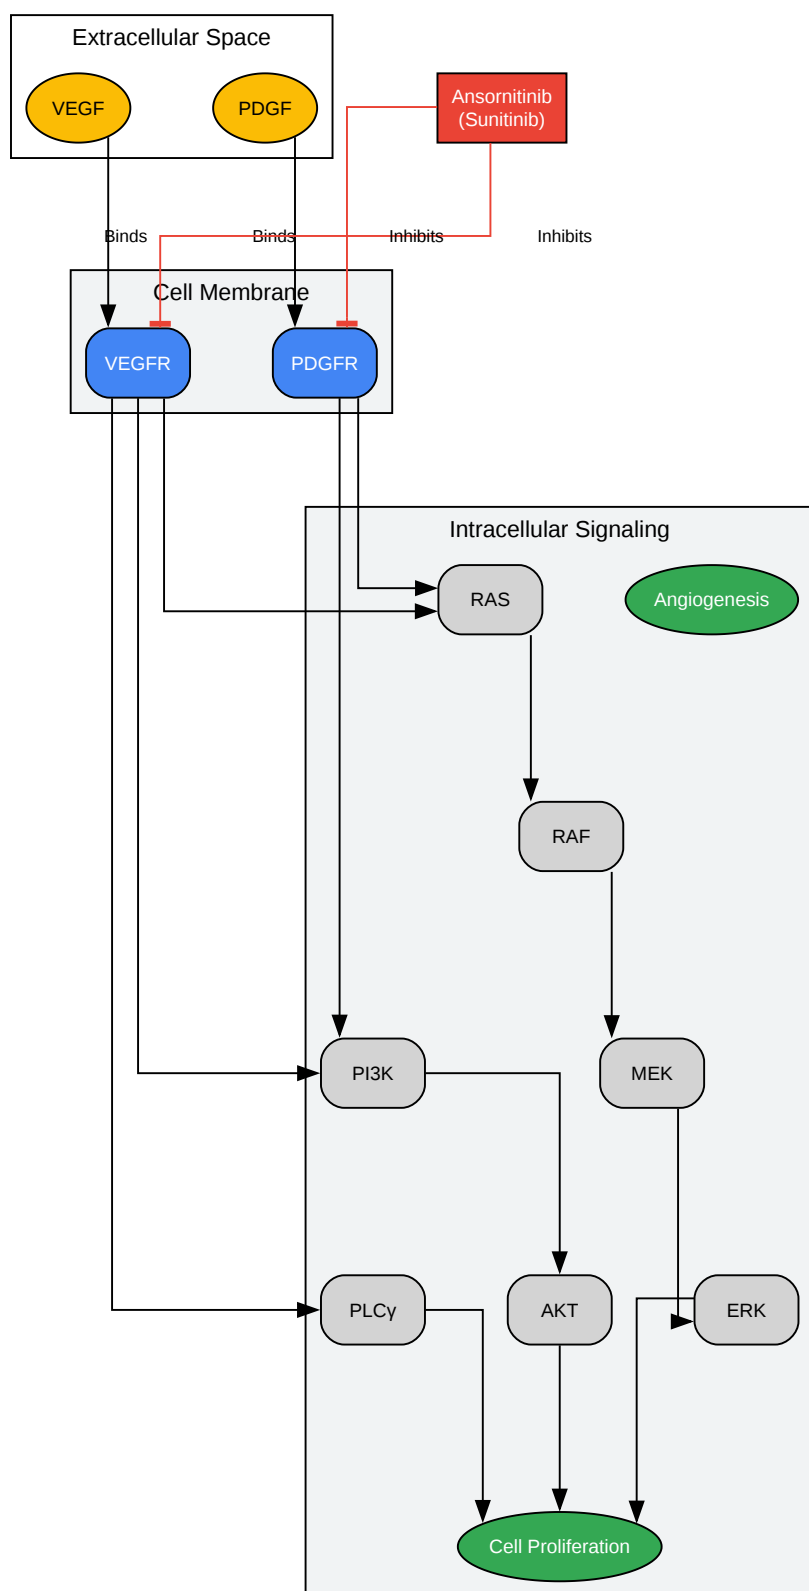 Extracellular Space
VEGF
PDGF
Ansornitinib
(Sunitinib)
Binds
Binds
Inhibits
Inhibits
Cell Membrane
VEGFR
PDGFR
Intracellular Signaling
RAS
Angiogenesis
RAF
PI3K
MEK
PLCγ
AKT
ERK
Cell Proliferation